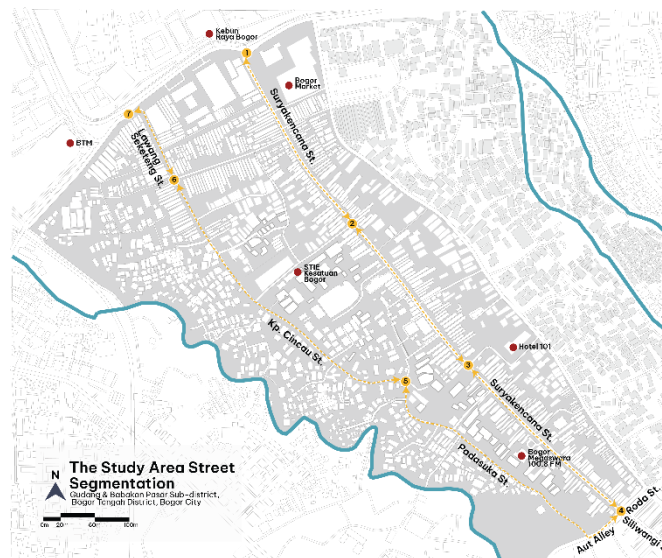 Kebun
Raya Bogor
1
Bogor
Market
Suryakencana St.
7
BTM
Lawang
Seketeng St.
6
2
STIE
Kesatuan
Bogor
Kp. Cincau St.
Hotel 101
3
5
Suryakencana St.
Padasuka St.
Bogor
Megaswara
100.8 FM
4
Roda St.
Siliwangi
Aut Alley
N
The Study Area Street
Segmentation
Gudang & Babakan Pasar Sub-district,
Bogor Tengah District, Bogor City
0m 20m 60m 100m